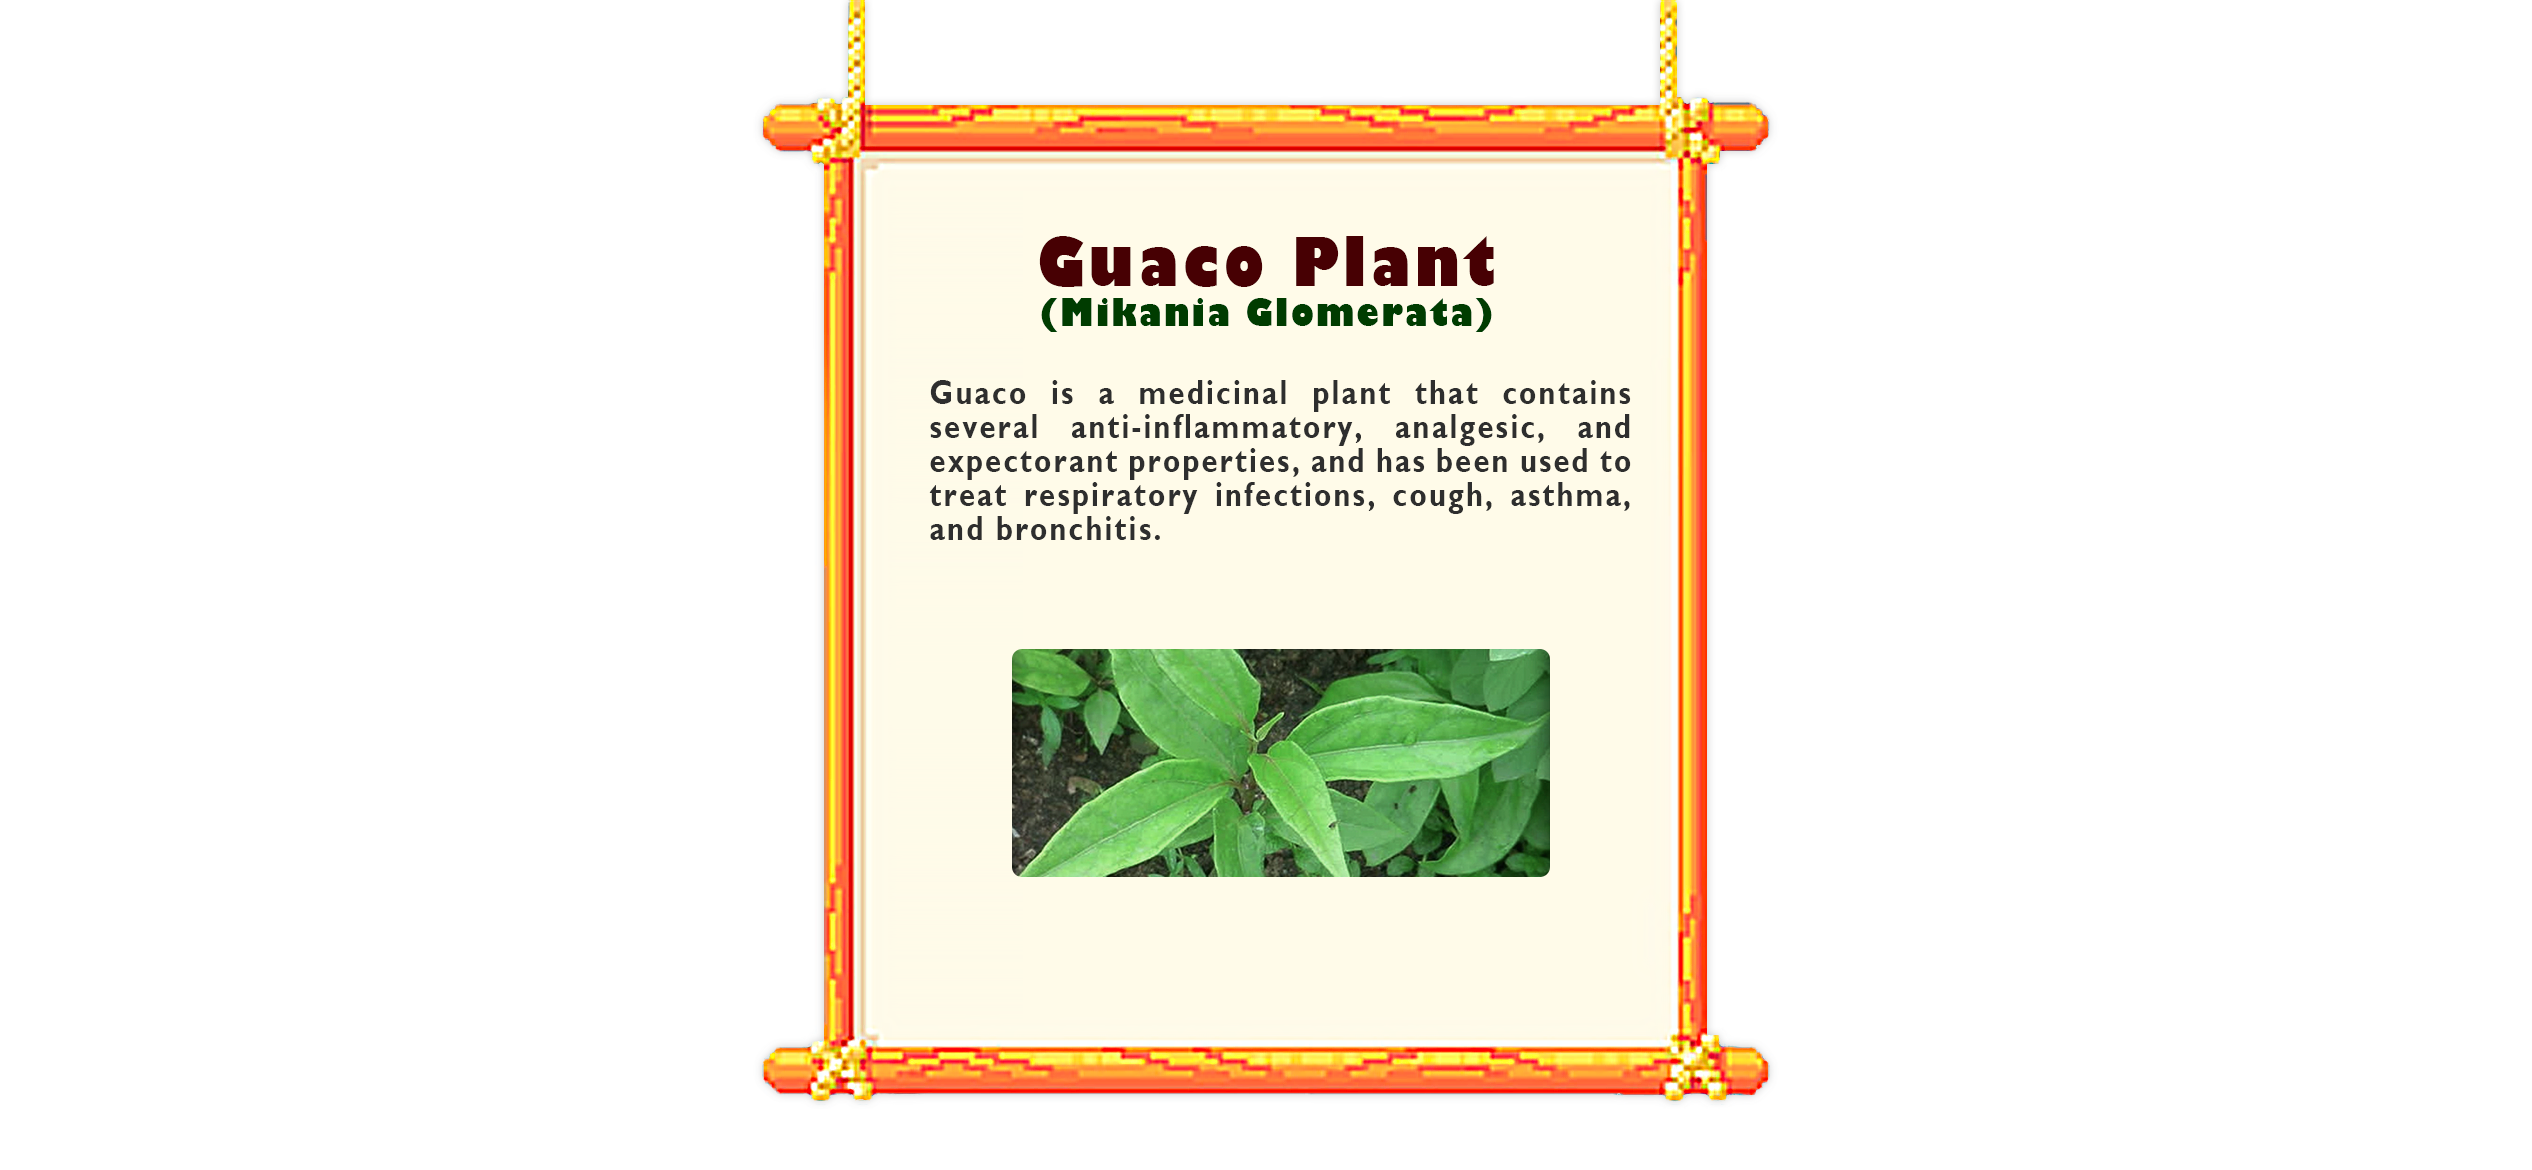 Guaco Plant
(Mikania Glomerata)
Guaco is a medicinal plant that contains
several anti-inflammatory, analgesic, and
expectorant properties, and has been used to
treat respiratory infections, cough, asthma,
and bronchitis.